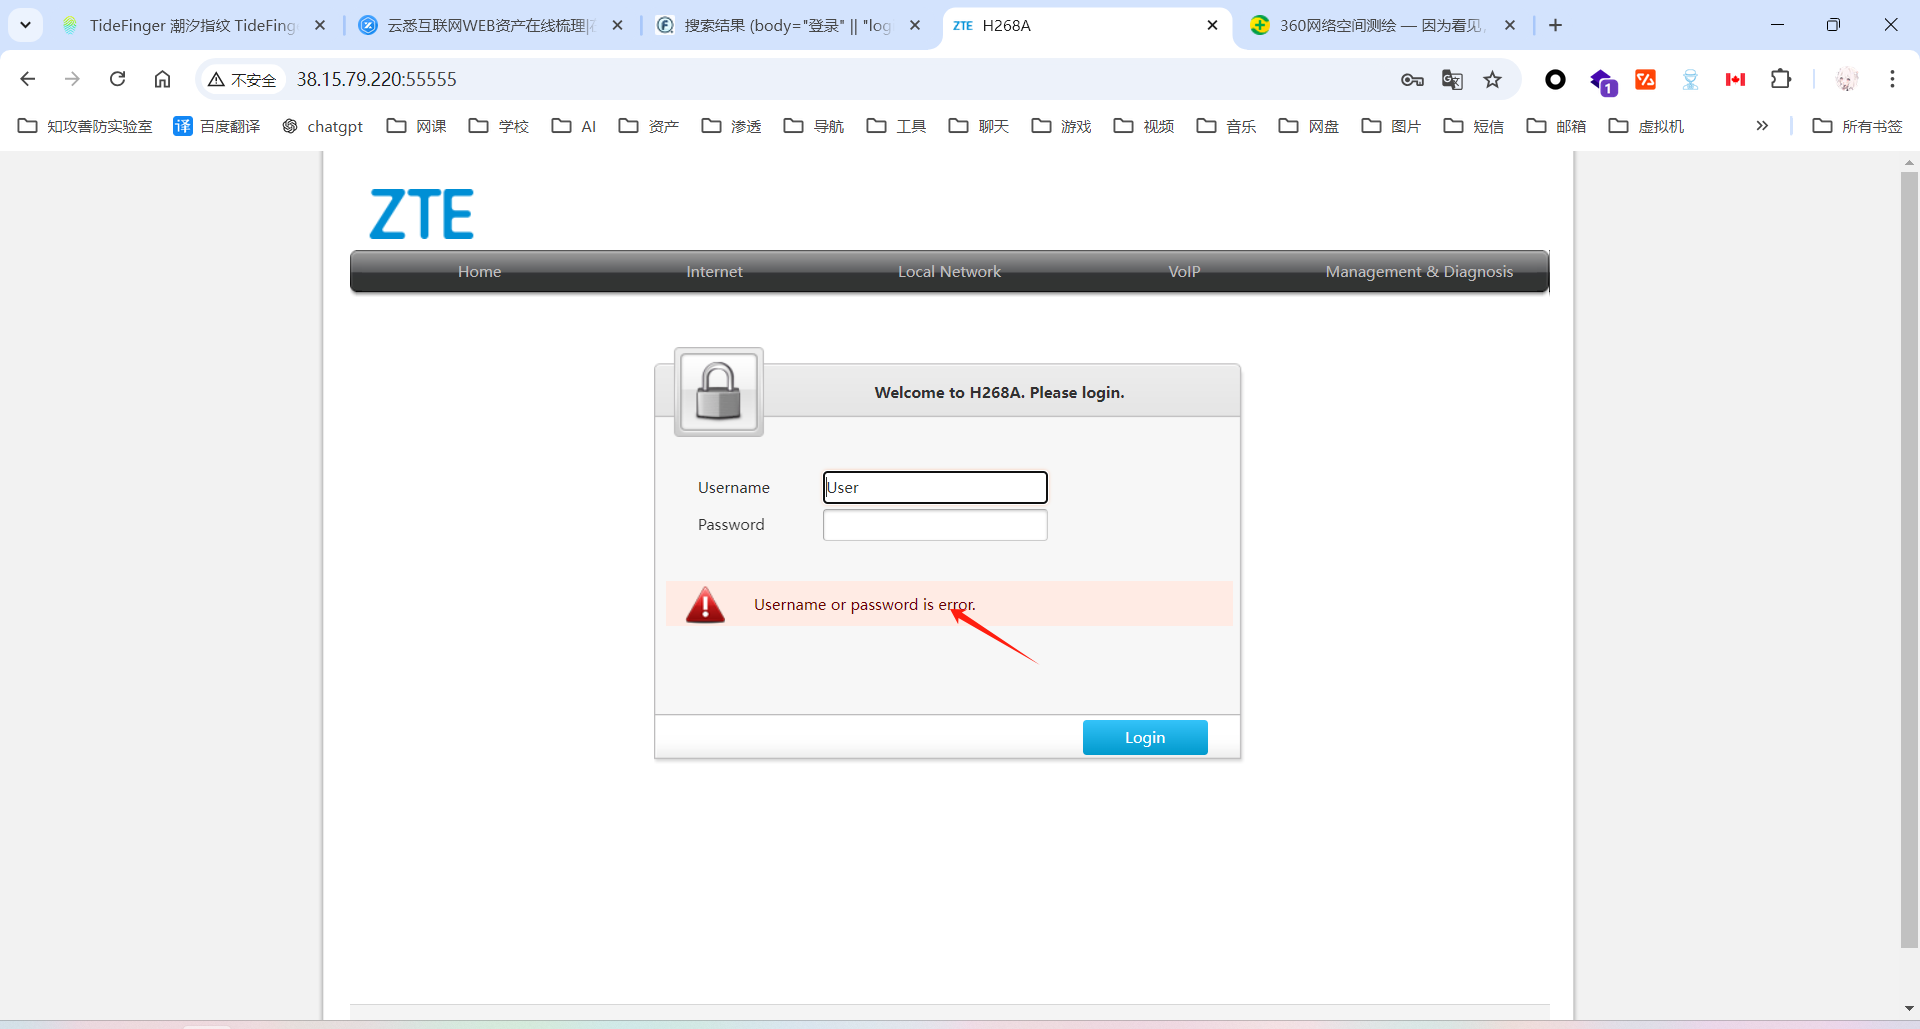 TideFinger 潮汐指纹 TideFing
云悉互联网WEB资产在线梳理|
搜索结果 (body="登录" || "log
ZTE H268A
360网络空间测绘 — 因为看见,
不安全 38.15.79.220:55555
1
知攻善防实验室 译 百度翻译 chatgpt 网课 学校 AI 资产 渗透 导航 工具 聊天 游戏 视频 音乐 网盘 图片 短信 邮箱 虚拟机 » 所有书签
ZTE
Home Internet Local Network VoIP Management & Diagnosis
Welcome to H268A. Please login.
Username User
Password
Username or password is error.
Login